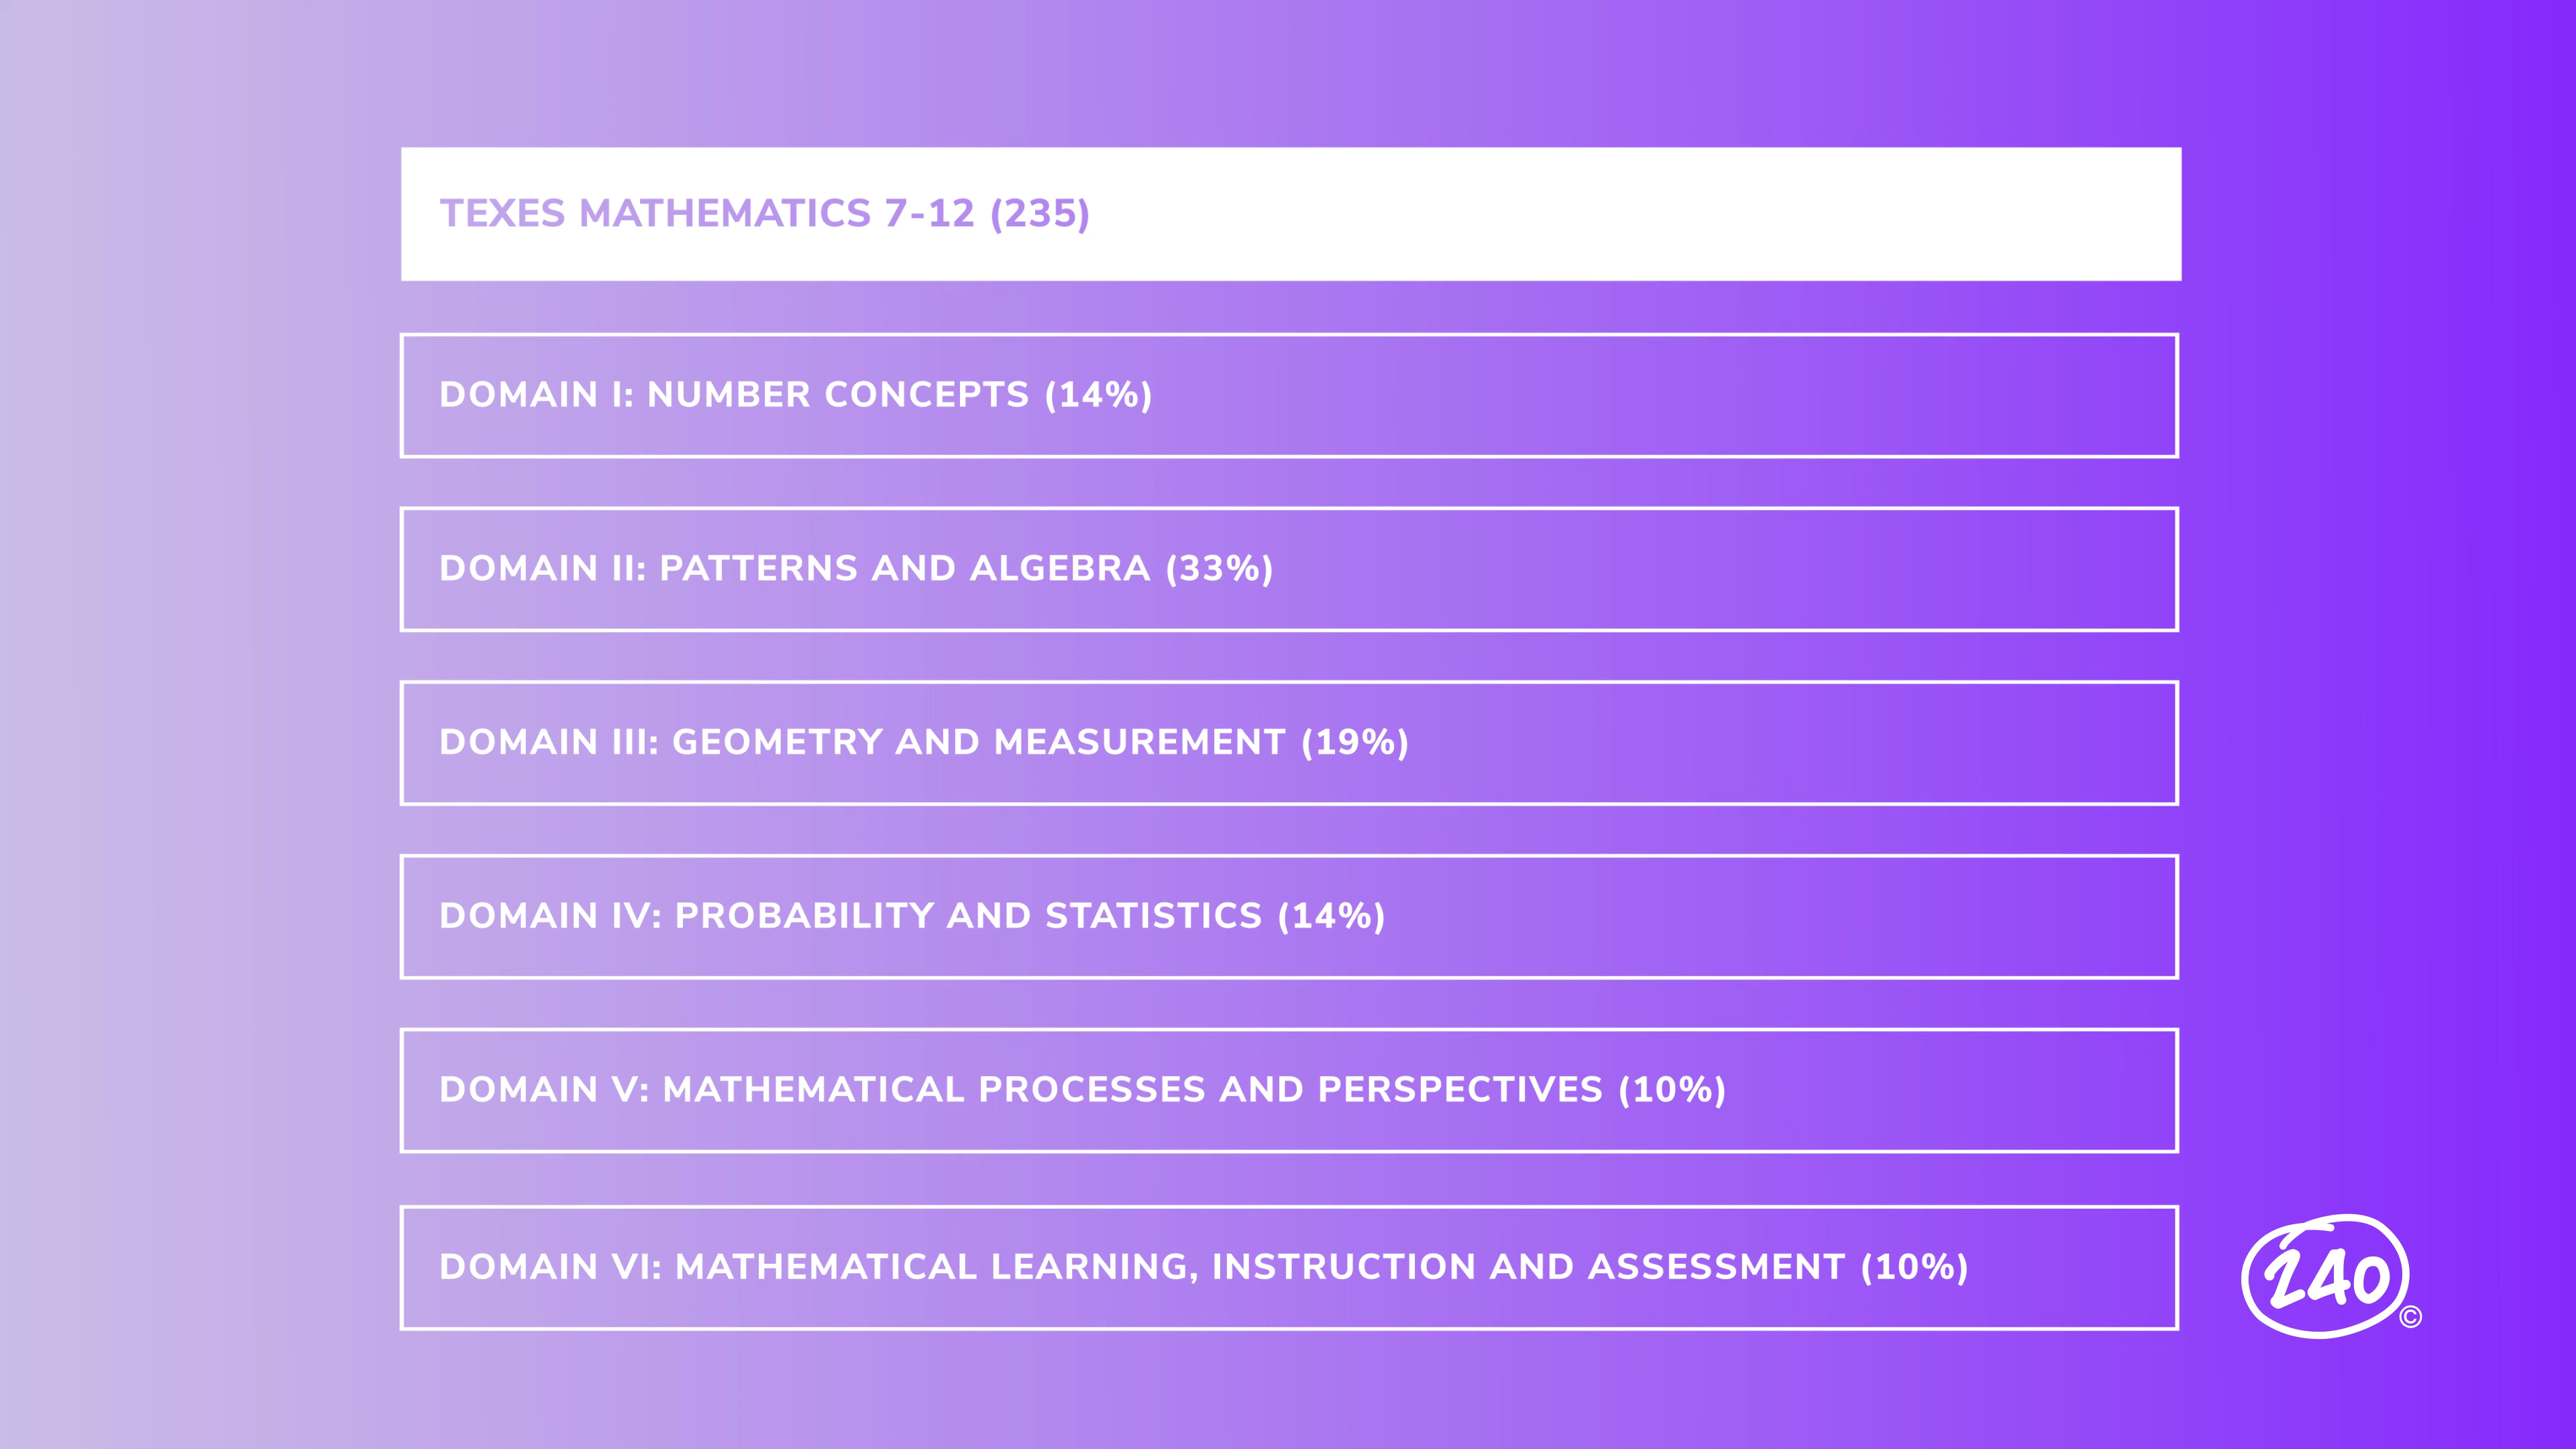 TEXES MATHEMATICS 7-12 (235)
DOMAIN I: NUMBER CONCEPTS (14%)
DOMAIN II: PATTERNS AND ALGEBRA (33%)
DOMAIN III: GEOMETRY AND MEASUREMENT (19%)
DOMAIN IV: PROBABILITY AND STATISTICS (14%)
DOMAIN V: MATHEMATICAL PROCESSES AND PERSPECTIVES (10%)
DOMAIN VI: MATHEMATICAL LEARNING, INSTRUCTION AND ASSESSMENT (10%)
240 ©